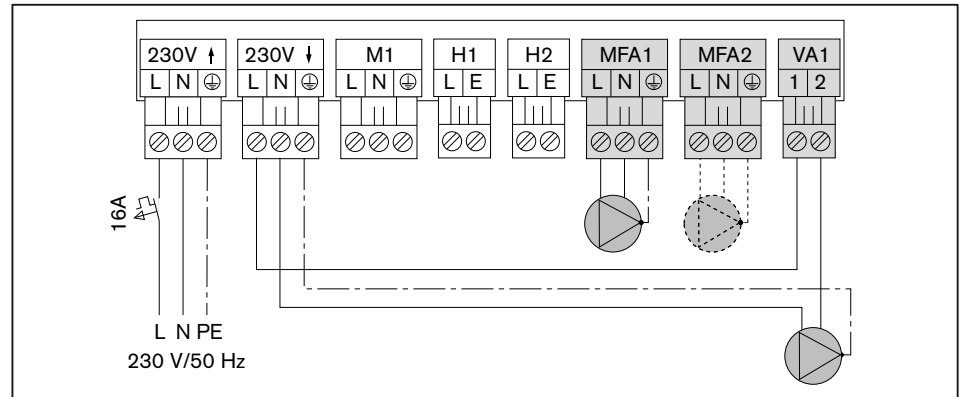 230V ↑ 230V ↓ M1 H1 H2 MFA1 MFA2 VA1
L N ⏚ L N ⏚ L N ⏚ L E L E L N ⏚ L N ⏚ 1 2
16A
L N PE
230 V/50 Hz